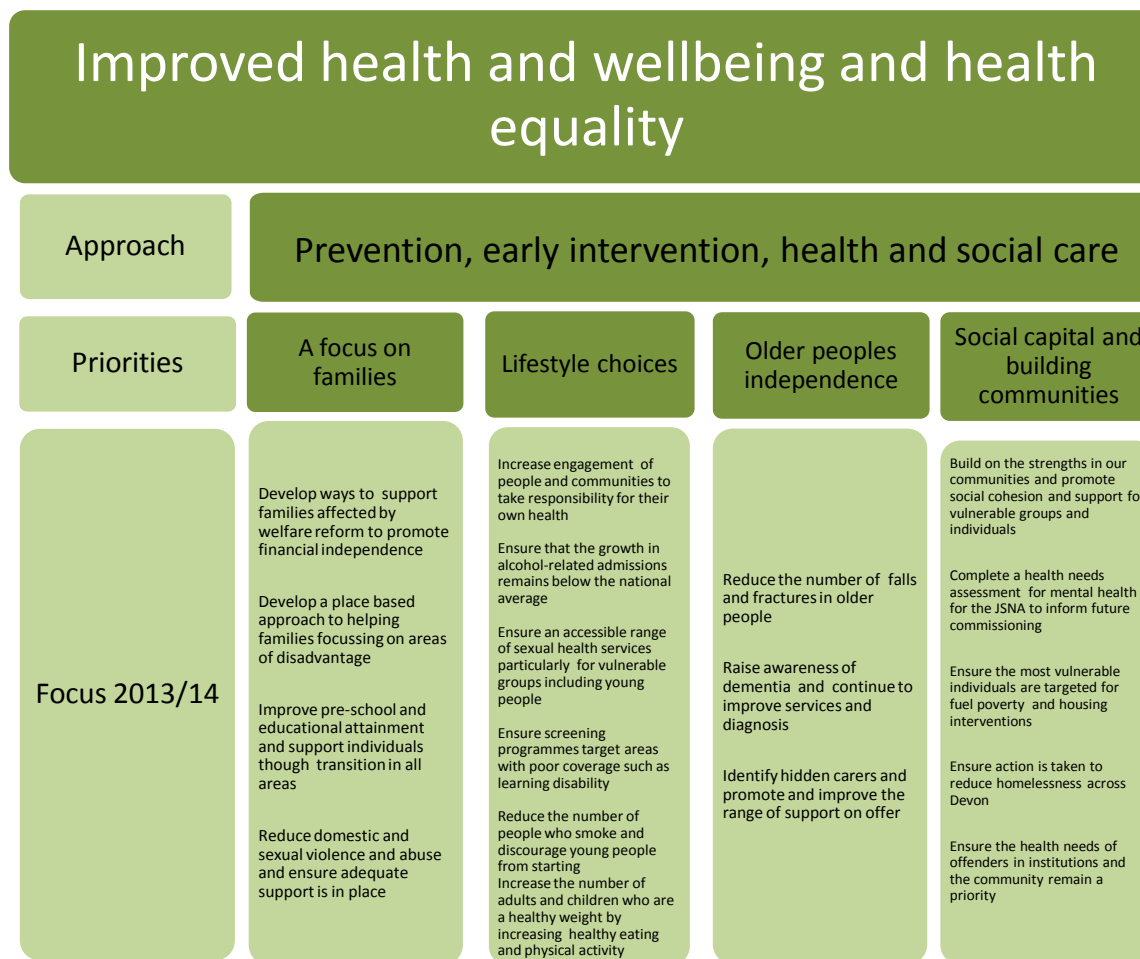 Improved health and wellbeing and health
equality
Approach
Prevention, early intervention, health and social care
Priorities
A focus on
families
Lifestyle choices
Older peoples
independence
Social capital and
building
communities
Focus 2013/14
Develop ways to support
families affected by
welfare reform to promote
financial independence
Develop a place based
approach to helping
families focussing on areas
of disadvantage
Improve pre-school and
educational attainment
and support individuals
though transition in all
areas
Reduce domestic and
sexual violence and abuse
and ensure adequate
support is in place
Increase engagement of
people and communities to
take responsibility for their
own health
Ensure that the growth in
alcohol-related admissions
remains below the national
average
Ensure an accessible range
of sexual health services
particularly for vulnerable
groups including young
people
Ensure screening
programmes target areas
with poor coverage such as
learning disability
Reduce the number of
people who smoke and
discourage young people
from starting
Increase the number of
adults and children who are
a healthy weight by
increasing healthy eating
and physical activity
Reduce the number of falls
and fractures in older
people
Raise awareness of
dementia and continue to
improve services and
diagnosis
Identify hidden carers and
promote and improve the
range of support on offer
Build on the strengths in our
communities and promote
social cohesion and support fo
vulnerable groups and
individuals
Complete a health needs
assessment for mental health
for the JSNA to inform future
commissioning
Ensure the most vulnerable
individuals are targeted for
fuel poverty and housing
interventions
Ensure action is taken to
reduce homelessness across
Devon
Ensure the health needs of
offenders in institutions and
the community remain a
priority